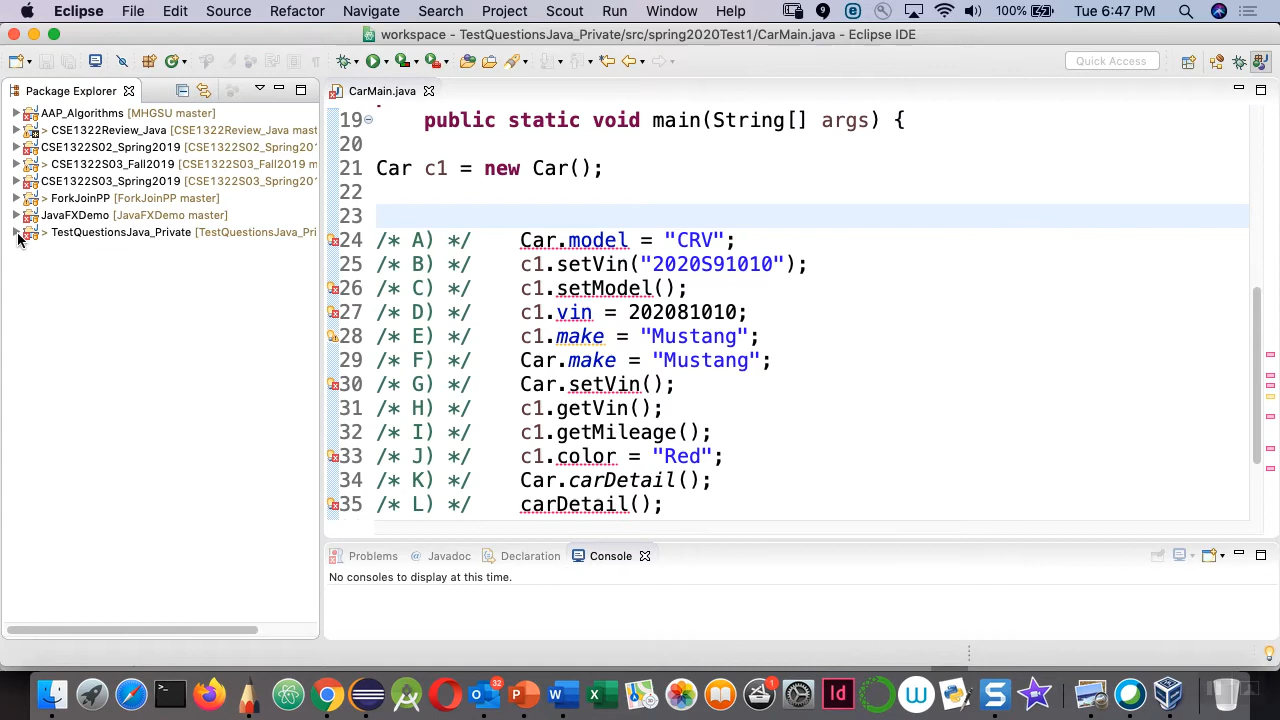 Eclipse File Edit Source Refactor Navigate Search Project Scout Run Window Help 9 100% Tue 6:47 PM
workspace - TestQuestionsJava_Private/src/spring2020Test1/CarMain.java - Eclipse IDE
Quick Access
Package Explorer
AAP_Algorithms [MHGSU master]
> CSE1322Review_Java [CSE1322Review_Java mast
CSE1322S02_Spring2019 [CSE1322S02_Spring201
> CSE1322S03_Fall2019 [CSE1322S03_Fall2019 m
CSE1322S03_Spring2019 [CSE1322S03_Spring201
> ForkJoinPP [ForkJoinPP master]
JavaFXDemo [JavaFXDemo master]
> TestQuestionsJava_Private [TestQuestionsJava_Pri
CarMain.java
19 public static void main(String[] args) {
20
21 Car c1 = new Car();
22
23
24 /* A) */ Car.model = "CRV";
25 /* B) */ c1.setVin("2020S91010");
26 /* C) */ c1.setModel();
27 /* D) */ c1.vin = 202081010;
28 /* E) */ c1.make = "Mustang";
29 /* F) */ Car.make = "Mustang";
30 /* G) */ Car.setVin();
31 /* H) */ c1.getVin();
32 /* I) */ c1.getMileage();
33 /* J) */ c1.color = "Red";
34 /* K) */ Car.carDetail();
35 /* L) */ carDetail();
Problems @ Javadoc Declaration Console
No consoles to display at this time.
32
1
Id